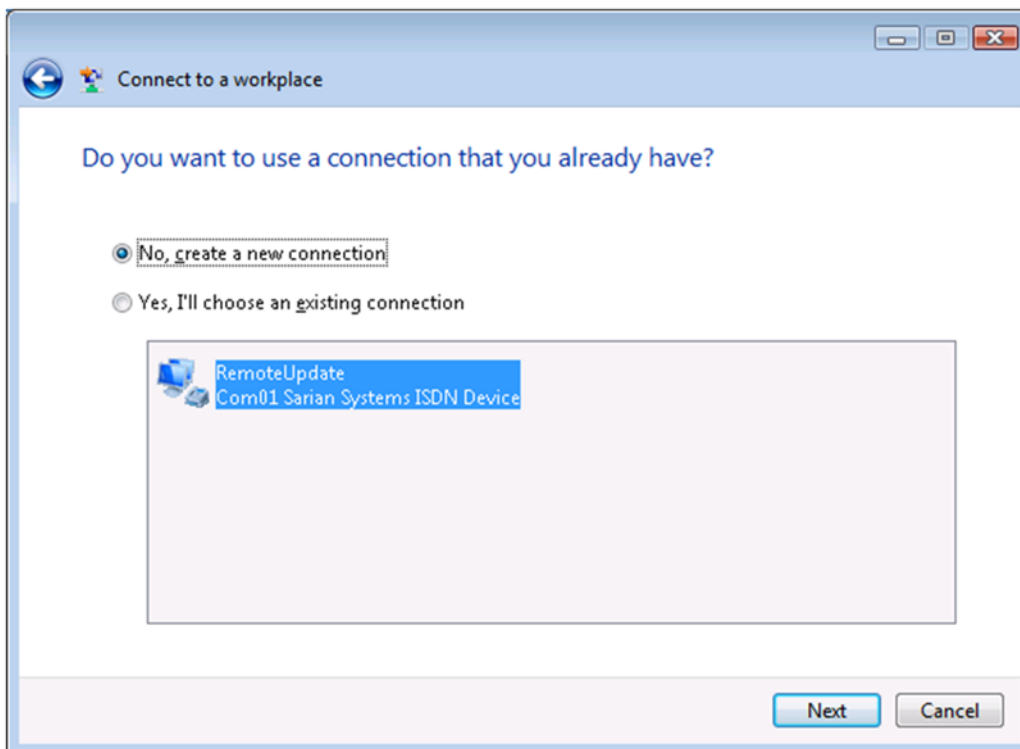 Connect to a workplace
Do you want to use a connection that you already have?
No, create a new connection
Yes, I'll choose an existing connection
RemoteUpdate
Com01 Sarian Systems ISDN Device
Next
Cancel